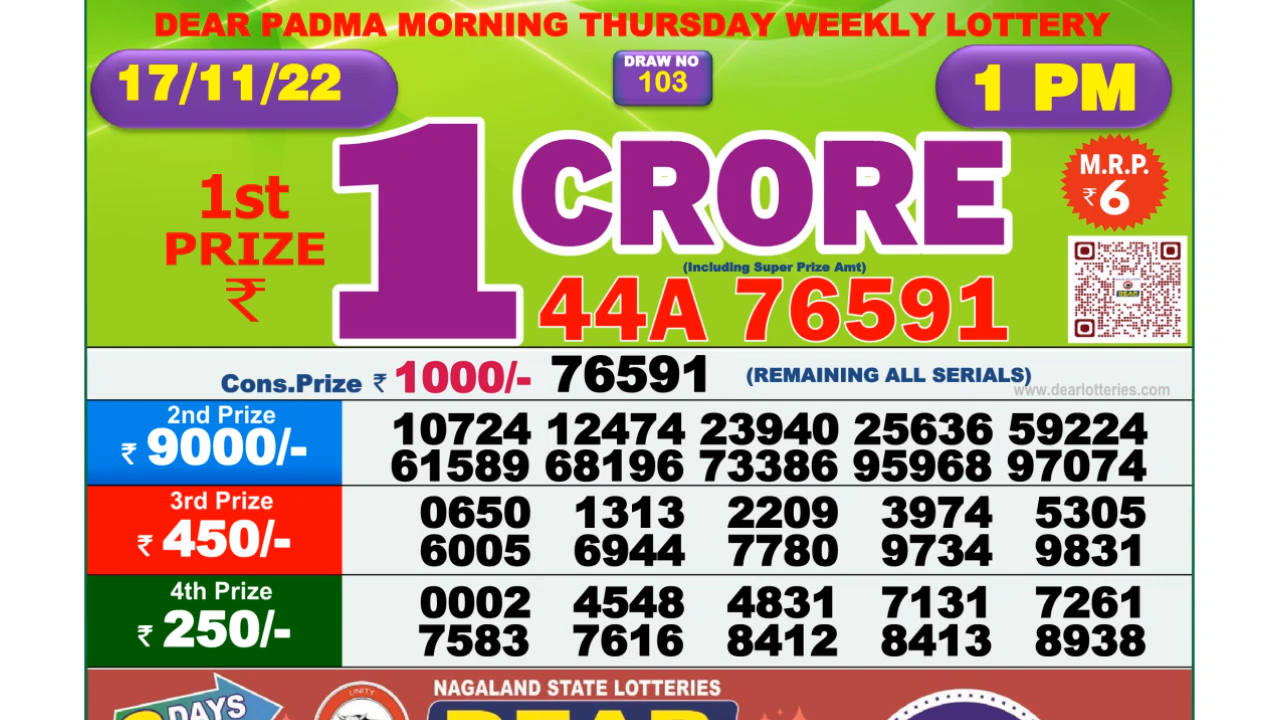 DEAR PADMA MORNING THURSDAY WEEKLY LOTTERY
17/11/22
DRAW NO
103
1 PM
1st
PRIZE
₹
1 CRORE
(Including Super Prize Amt)
44A 76591
M.R.P.
₹ 6
DEAR
Cons.Prize ₹ 1000/- 76591 (REMAINING ALL SERIALS)
www.dearlotteries.com
2nd Prize
₹ 9000/-
10724 12474 23940 25636 59224
61589 68196 73386 95968 97074
3rd Prize
₹ 450/-
0650 1313 2209 3974 5305
6005 6944 7780 9734 9831
4th Prize
₹ 250/-
0002 4548 4831 7131 7261
7583 7616 8412 8413 8938
DAYS
UNITY
NAGALAND STATE LOTTERIES
DEAR